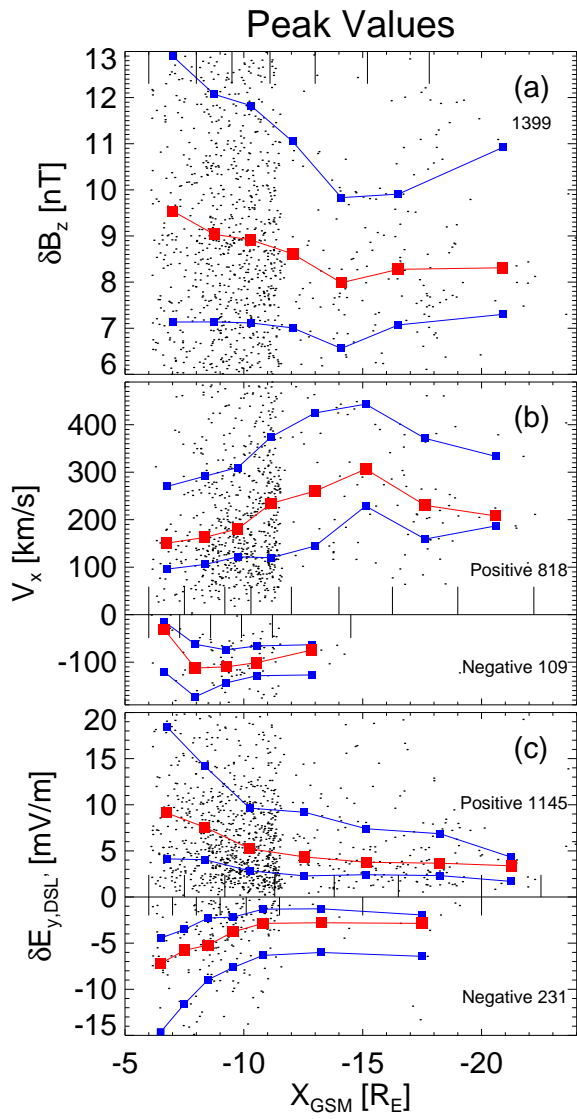 Peak Values
13
12
11
10
9
8
7
6
δB_z [nT]
(a)
1399
400
300
200
100
0
-100
V_x [km/s]
(b)
Positive 818
Negative 109
20
15
10
5
0
-5
-10
-15
δE_y,DSL' [mV/m]
(c)
Positive 1145
Negative 231
-5 -10 -15 -20
X_GSM [R_E]